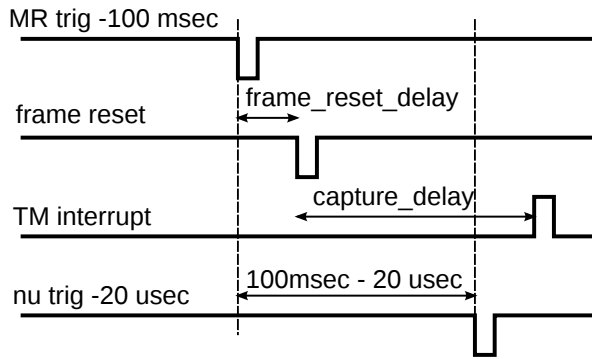 MR trig -100 msec
frame_reset_delay
frame reset
capture_delay
TM interrupt
100msec - 20 usec
nu trig -20 usec